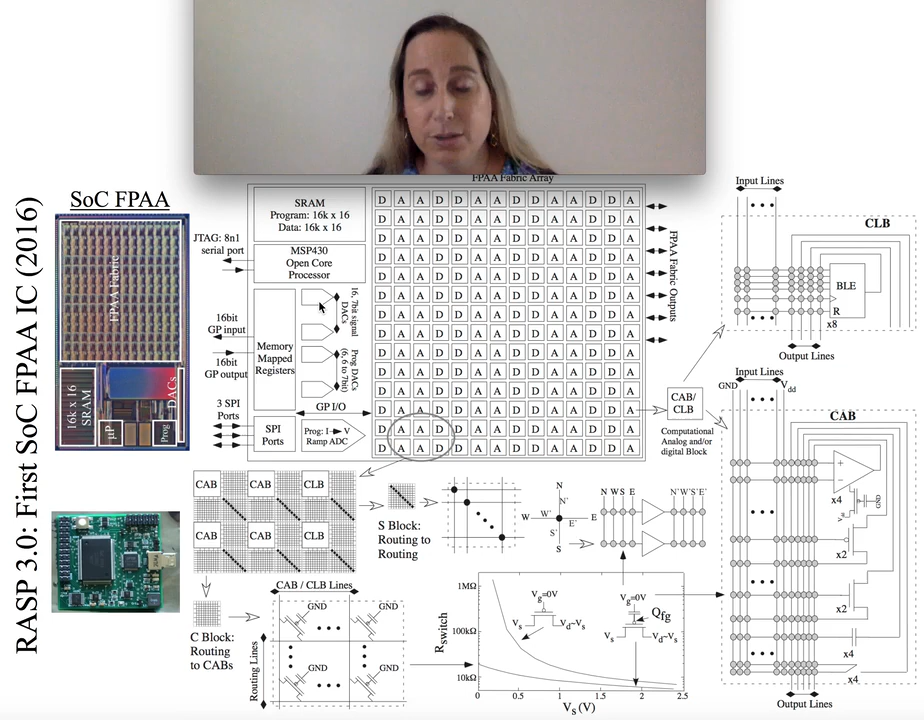 RASP 3.0: First SoC FPAA IC (2016)
SoC FPAA
FPAA Fabric
16k x 16
SRAM
μP
Prog
DACs
FPAA Fabric Array
SRAM
Program: 16k x 16
Data: 16k x 16
JTAG: 8n1
serial port
MSP430
Open Core
Processor
16bit
GP input
16bit
GP output
Memory
Mapped
Registers
16, 7bit signal
DACs
Prog DACs
(6, 6 to 7bit)
3 SPI
Ports
SPI
Ports
GP I/O
Prog: I→V
Ramp ADC
D A A D D A A D D A A D D A
D A A D D A A D D A A D D A
D A A D D A A D D A A D D A
D A A D D A A D D A A D D A
D A A D D A A D D A A D D A
D A A D D A A D D A A D D A
D A A D D A A D D A A D D A
D A A D D A A D D A A D D A
D A A D D A A D D A A D D A
D A A D D A A D D A A D D A
D A A D D A A D D A A D D A
D A A D D A A D D A A D D A
D A A D D A A D D A A D D A
D A A D D A A D D A A D D A
FPAA Fabric Outputs
CAB/
CLB
Computational
Analog and/or
digital Block
Input Lines
CLB
BLE
R
x8
Output Lines
Input Lines
GND
Vdd
CAB
x4
GND
x2
x2
x4
x4
Output Lines
CAB CAB CLB
CAB CAB CLB
S Block:
Routing to
Routing
N
N'
W W' E' E
S'
S
N W S E
N'W'S'E'
C Block:
Routing
to CABs
CAB / CLB Lines
GND GND
GND GND
Routing Lines
Rswitch
1MΩ
100kΩ
10kΩ
Vg=0V
Vs Vd~Vs
Vg=0V
Qfg
Vs Vd~Vs
0 0.5 1 1.5 2 2.5
Vs (V)